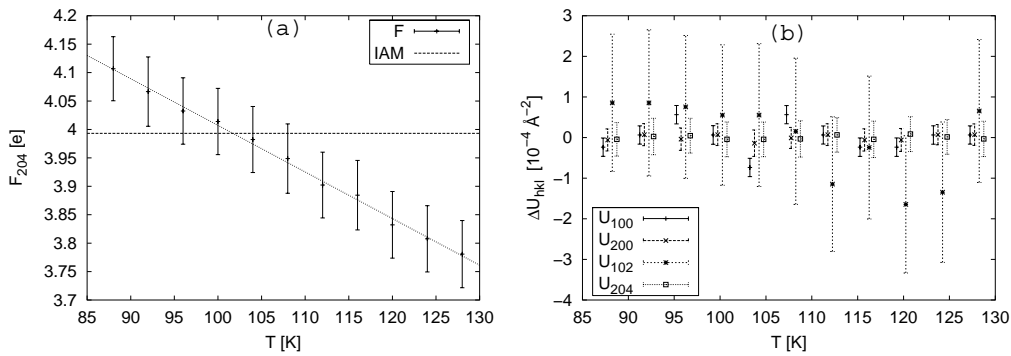 (a)
F
IAM
4.2
4.15
4.1
4.05
4
3.95
3.9
3.85
3.8
3.75
3.7
F204 [e]
85 90 95 100 105 110 115 120 125 130
T [K]
(b)
3
2
1
0
−1
−2
−3
−4
ΔUhkl [10−4 Å−2]
U100
U200
U102
U204
85 90 95 100 105 110 115 120 125 130
T [K]